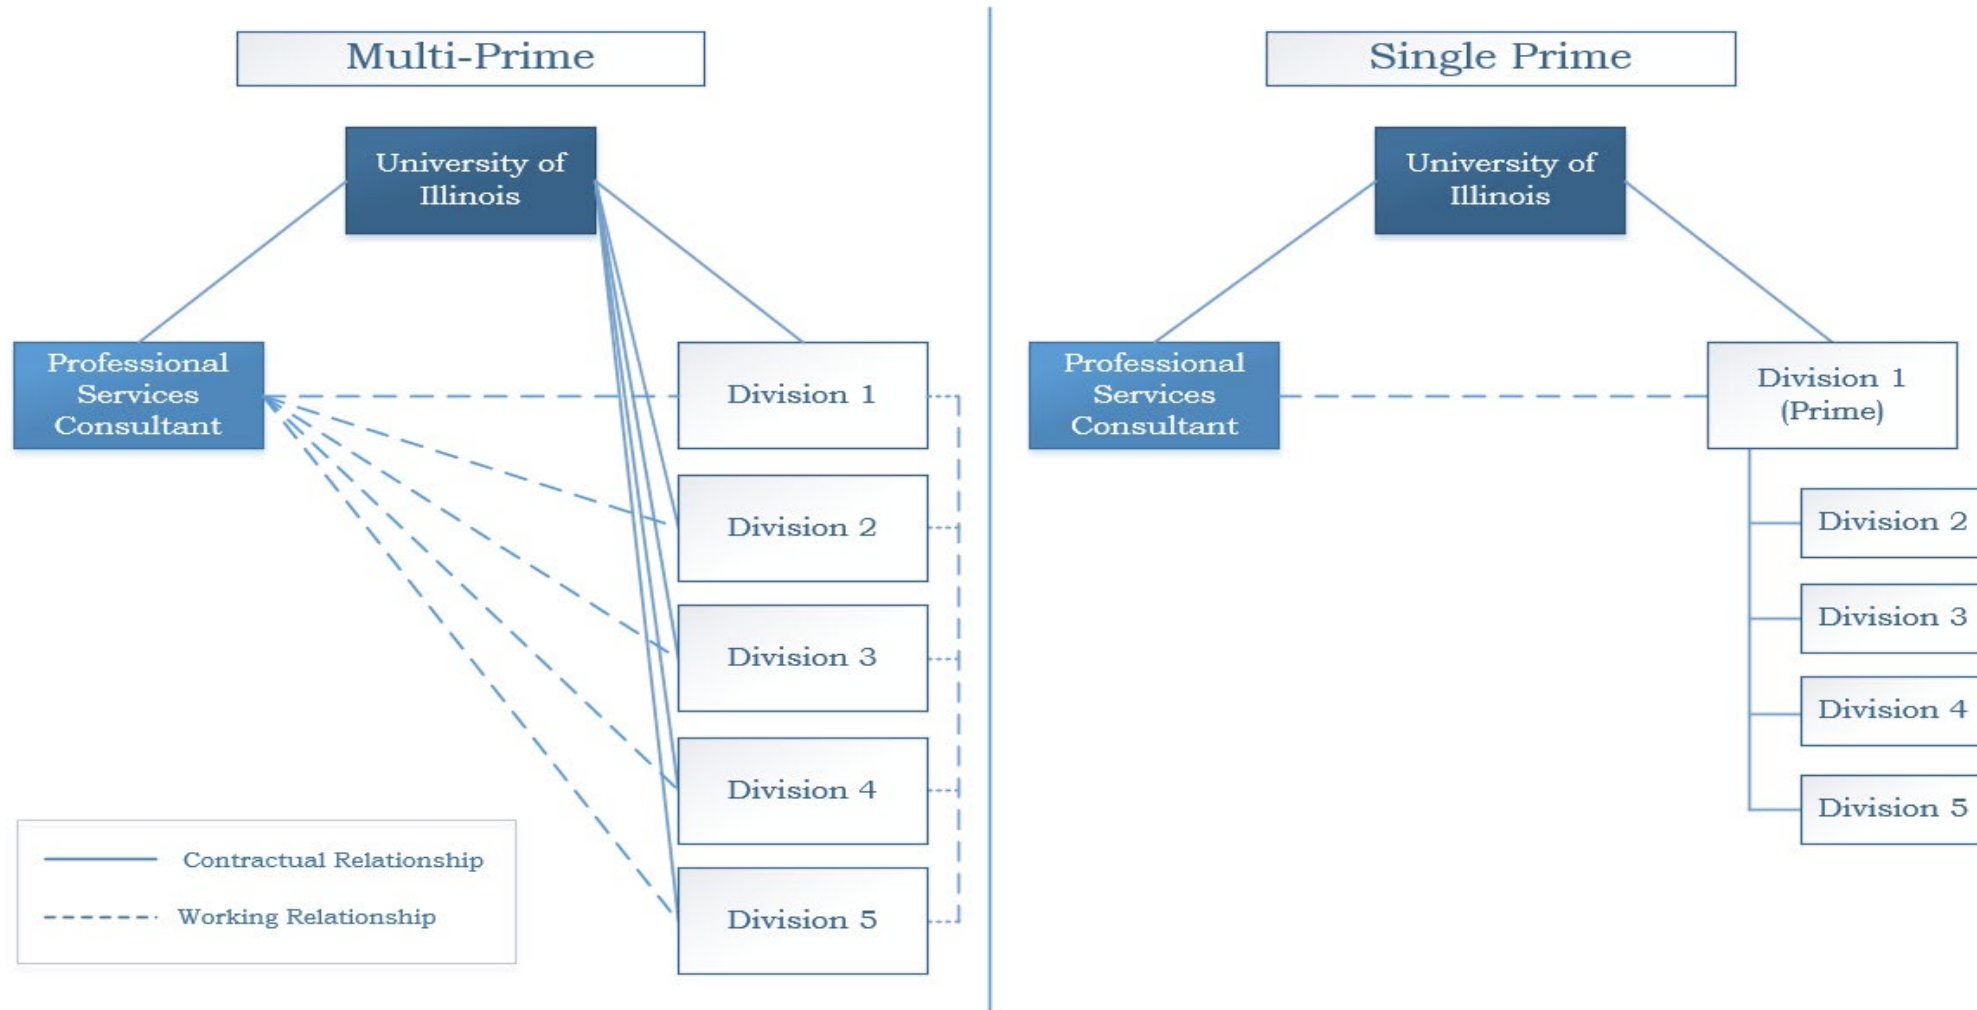 Multi-Prime
University of
Illinois
Professional
Services
Consultant
Division 1
Division 2
Division 3
Division 4
Division 5
Contractual Relationship
Working Relationship
Single Prime
University of
Illinois
Professional
Services
Consultant
Division 1
(Prime)
Division 2
Division 3
Division 4
Division 5